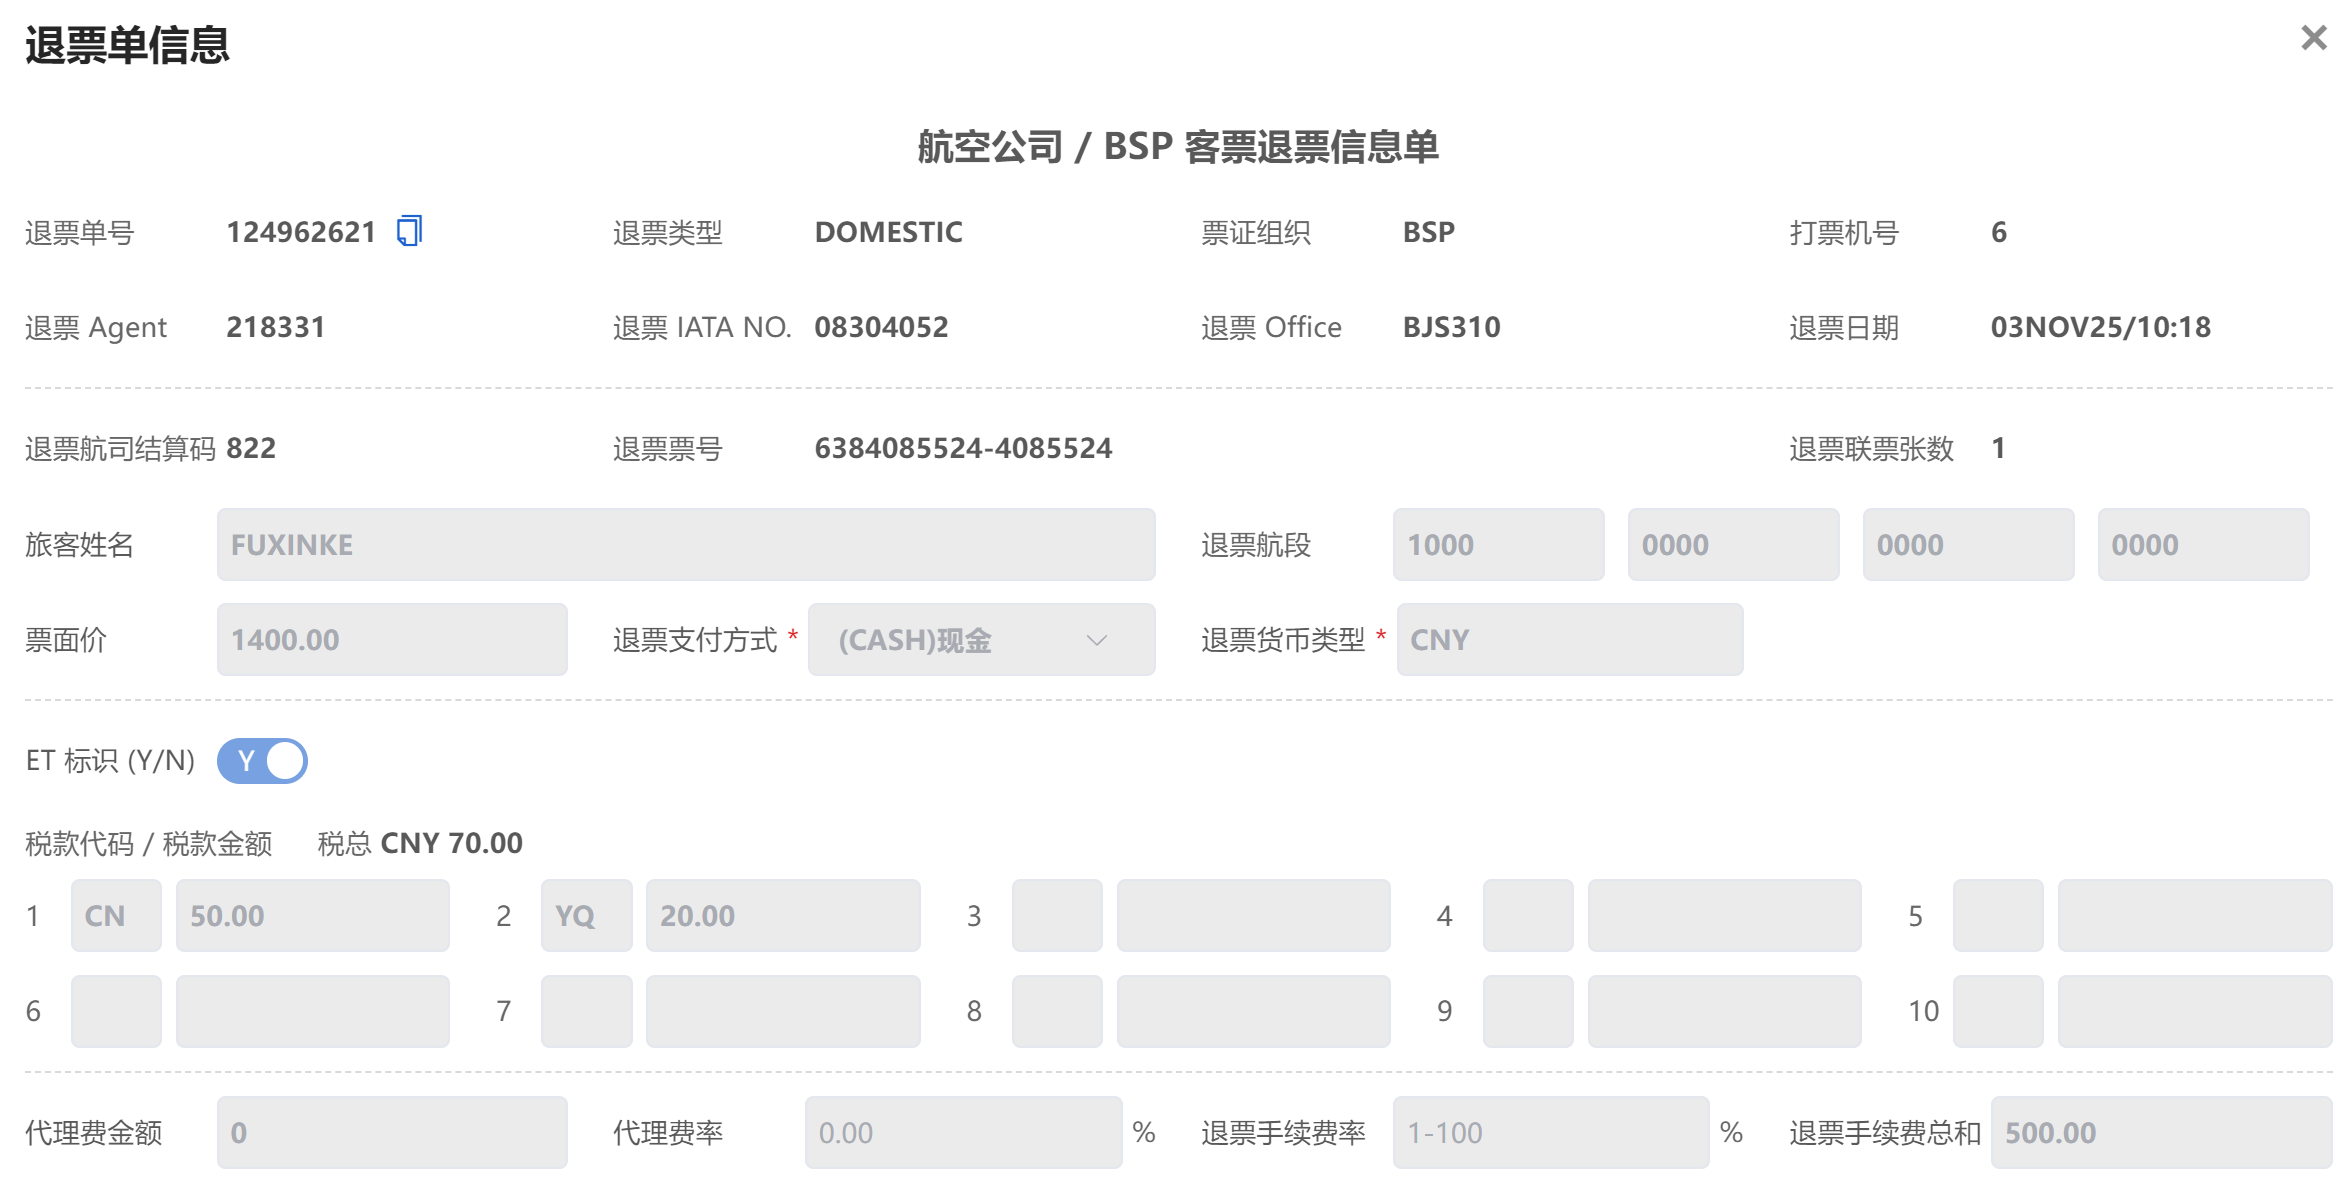 退票单信息
航空公司 / BSP 客票退票信息单
退票单号 124962621 退票类型 DOMESTIC 票证组织 BSP 打票机号 6
退票 Agent 218331 退票 IATA NO. 08304052 退票 Office BJS310 退票日期 03NOV25/10:18
退票航司结算码 822 退票票号 6384085524-4085524 退票联票张数 1
旅客姓名 FUXINKE 退票航段 1000 0000 0000 0000
票面价 1400.00 退票支付方式 * (CASH)现金 退票货币类型 * CNY
ET 标识 (Y/N) Y
税款代码 / 税款金额 税总 CNY 70.00
1 CN 50.00 2 YQ 20.00 3 4 5
6 7 8 9 10
代理费金额 0 代理费率 0.00 % 退票手续费率 1-100 % 退票手续费总和 500.00